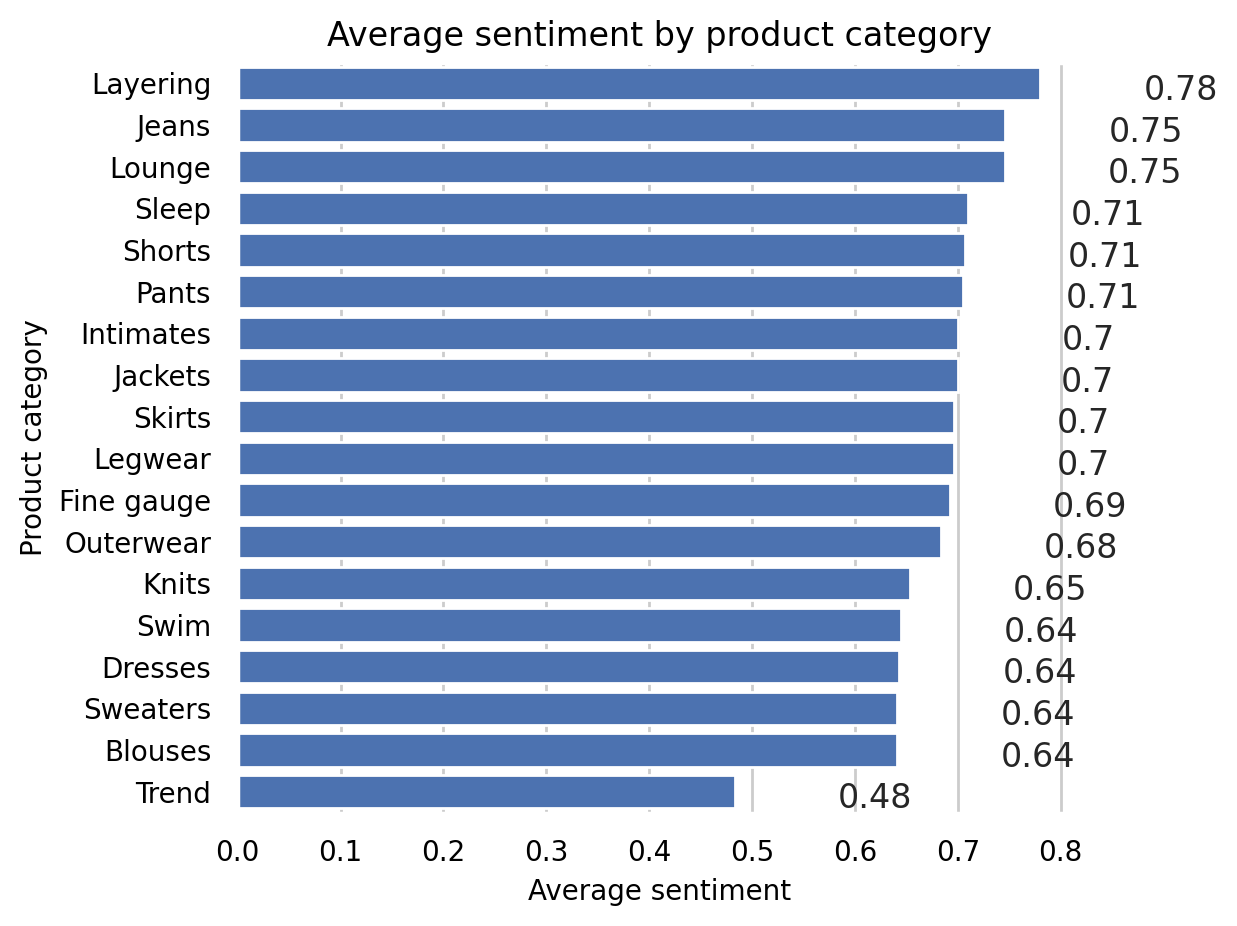 Average sentiment by product category
Layering 0.78
Jeans 0.75
Lounge 0.75
Sleep 0.71
Shorts 0.71
Pants 0.71
Intimates 0.7
Jackets 0.7
Skirts 0.7
Legwear 0.7
Fine gauge 0.69
Outerwear 0.68
Knits 0.65
Swim 0.64
Dresses 0.64
Sweaters 0.64
Blouses 0.64
Trend 0.48
Product category
0.0 0.1 0.2 0.3 0.4 0.5 0.6 0.7 0.8
Average sentiment